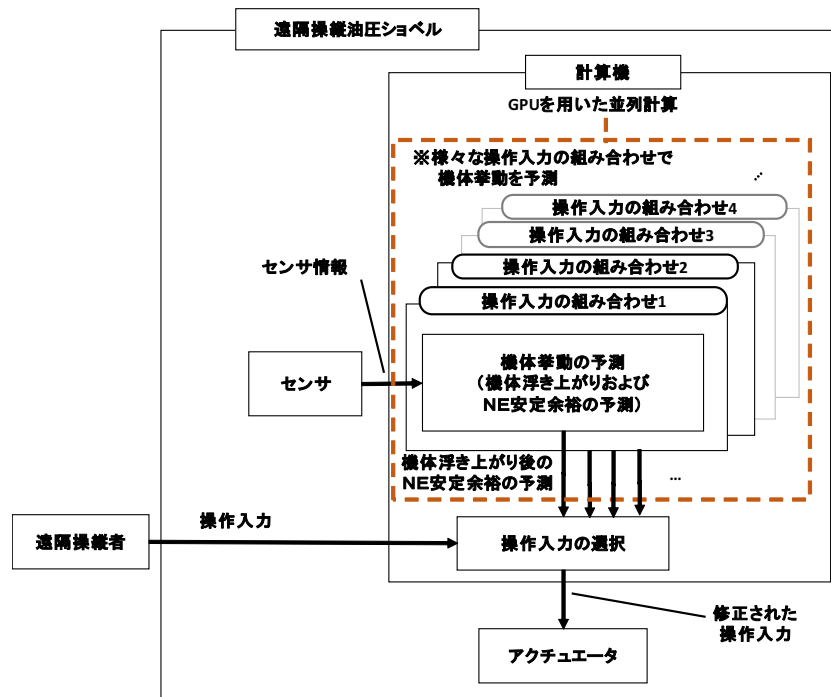 遠隔操縦油圧ショベル
計算機
GPUを用いた並列計算
※様々な操作入力の組み合わせで
機体挙動を予測
…
操作入力の組み合わせ4
操作入力の組み合わせ3
操作入力の組み合わせ2
操作入力の組み合わせ1
センサ情報
センサ
機体挙動の予測
（機体浮き上がりおよび
NE安定余裕の予測）
機体浮き上がり後の
NE安定余裕の予測
…
遠隔操縦者
操作入力
操作入力の選択
修正された
操作入力
アクチュエータ